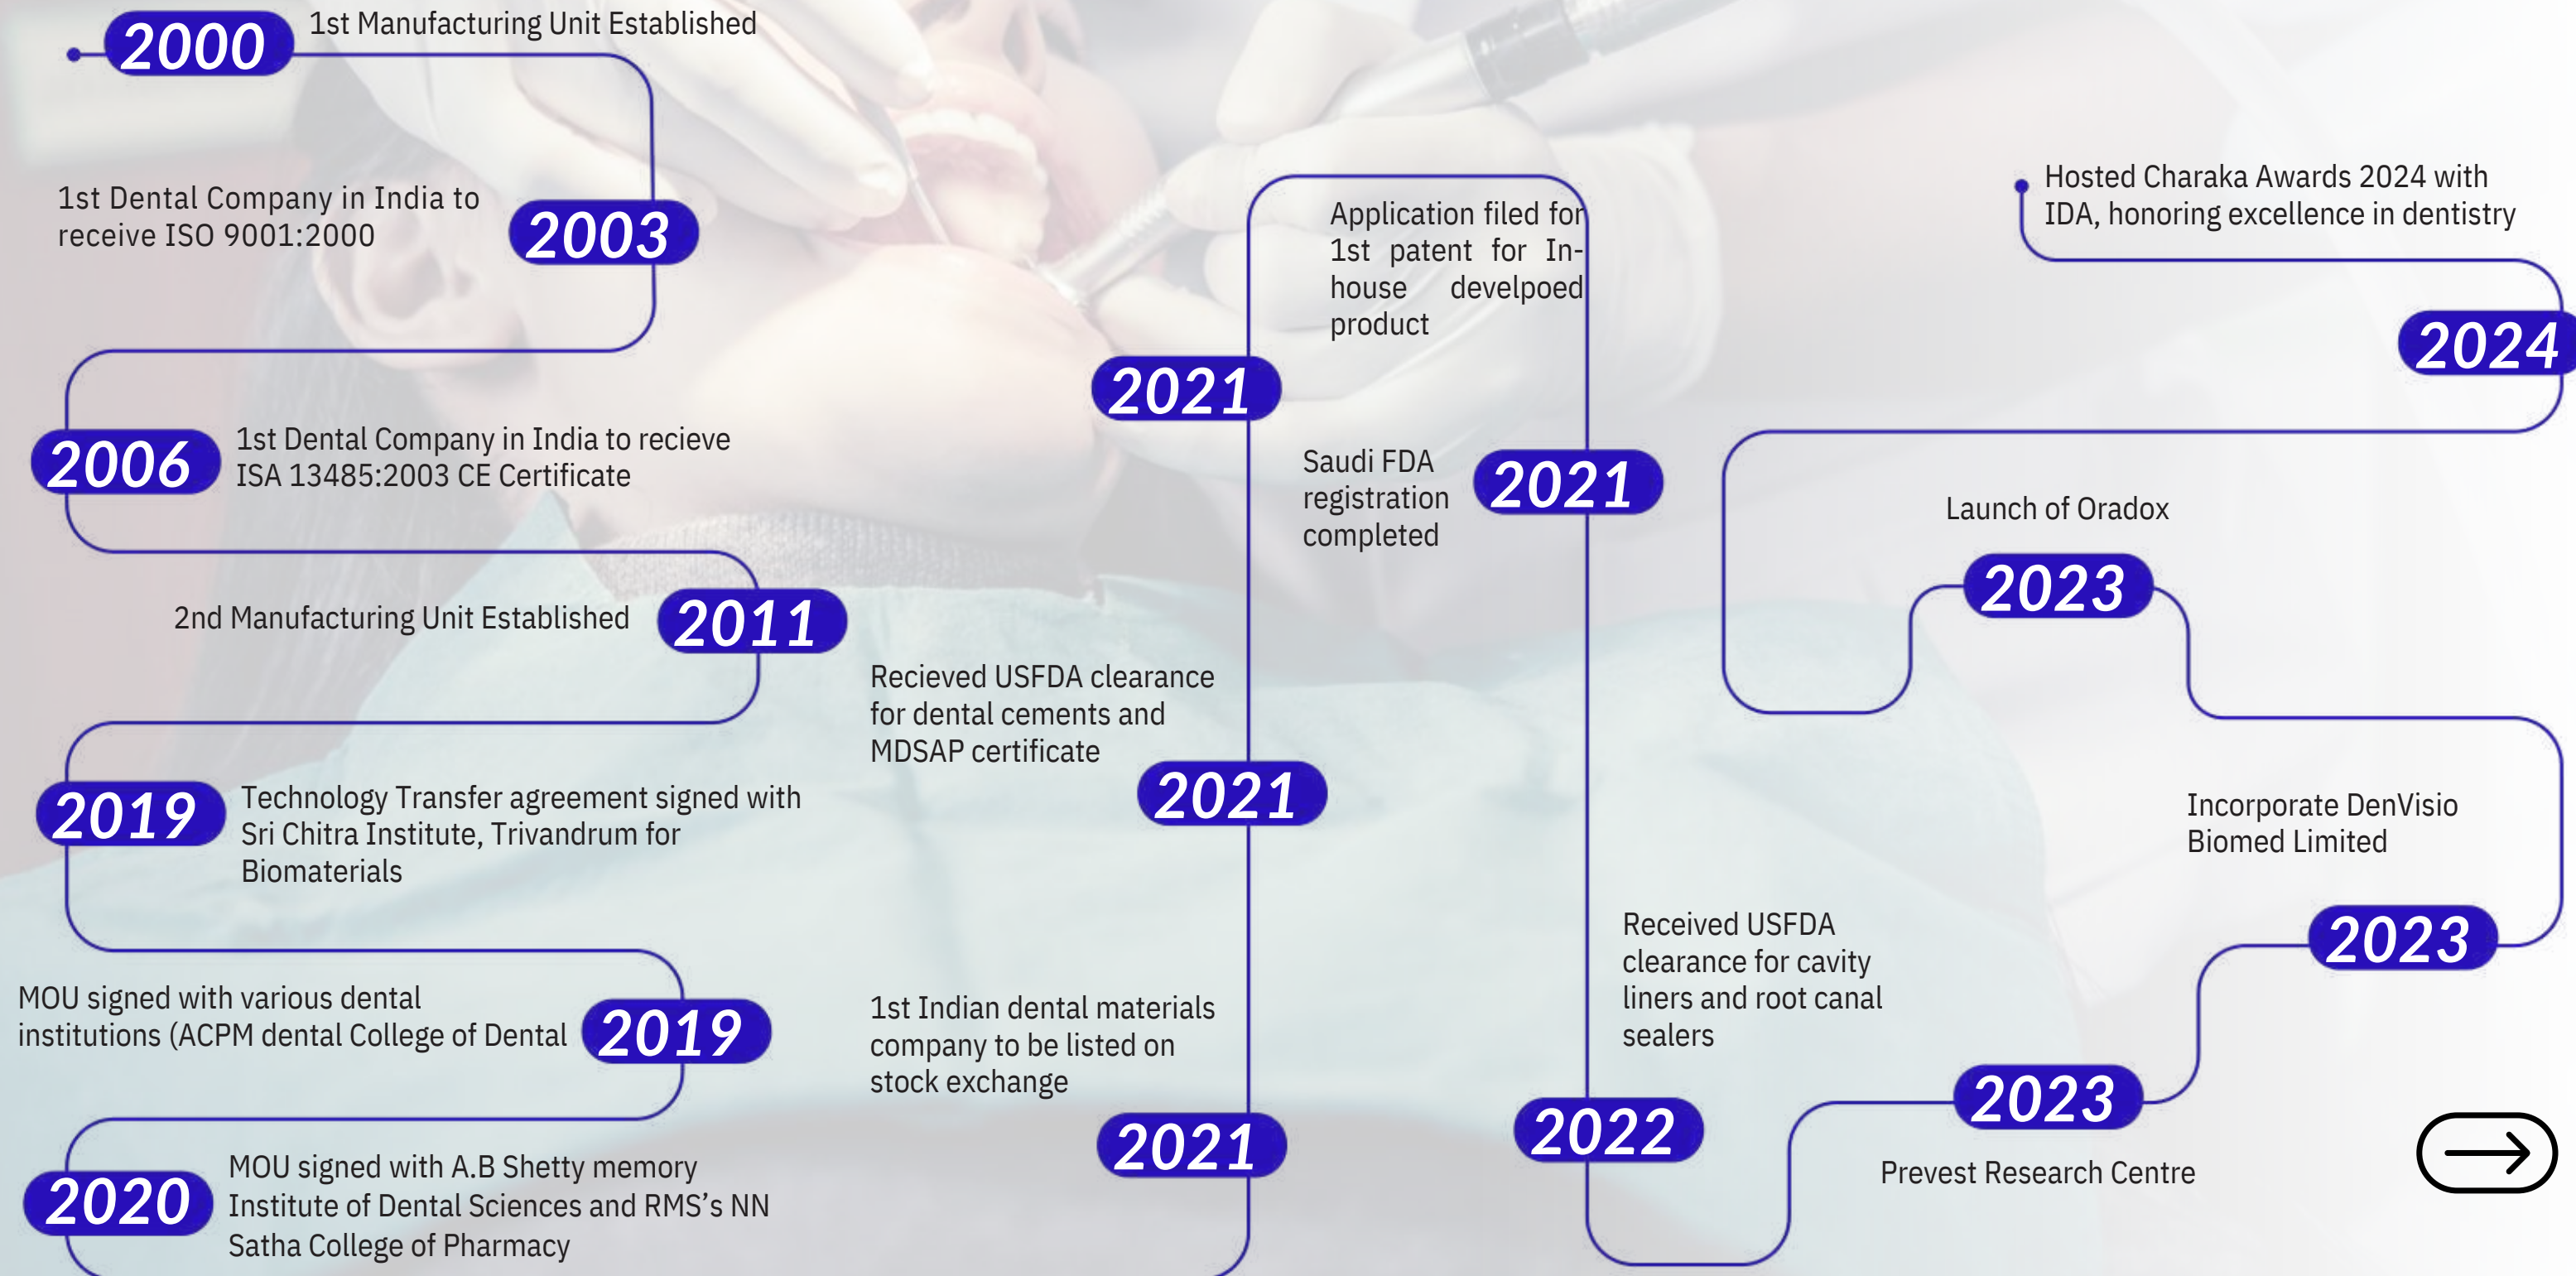 2000
1st Manufacturing Unit Established
1st Dental Company in India to
receive ISO 9001:2000
2003
2006
1st Dental Company in India to recieve
ISA 13485:2003 CE Certificate
2nd Manufacturing Unit Established
2011
2019
Technology Transfer agreement signed with
Sri Chitra Institute, Trivandrum for
Biomaterials
MOU signed with various dental
institutions (ACPM dental College of Dental
2019
2020
MOU signed with A.B Shetty memory
Institute of Dental Sciences and RMS’s NN
Satha College of Pharmacy
1st Indian dental materials
company to be listed on
stock exchange
2021
Recieved USFDA clearance
for dental cements and
MDSAP certificate
2021
2021
Application filed for
1st patent for In-
house develpoed
product
Saudi FDA
registration
completed
2021
Received USFDA
clearance for cavity
liners and root canal
sealers
2022
2023
Prevest Research Centre
Incorporate DenVisio
Biomed Limited
2023
Launch of Oradox
2023
2024
Hosted Charaka Awards 2024 with
IDA, honoring excellence in dentistry